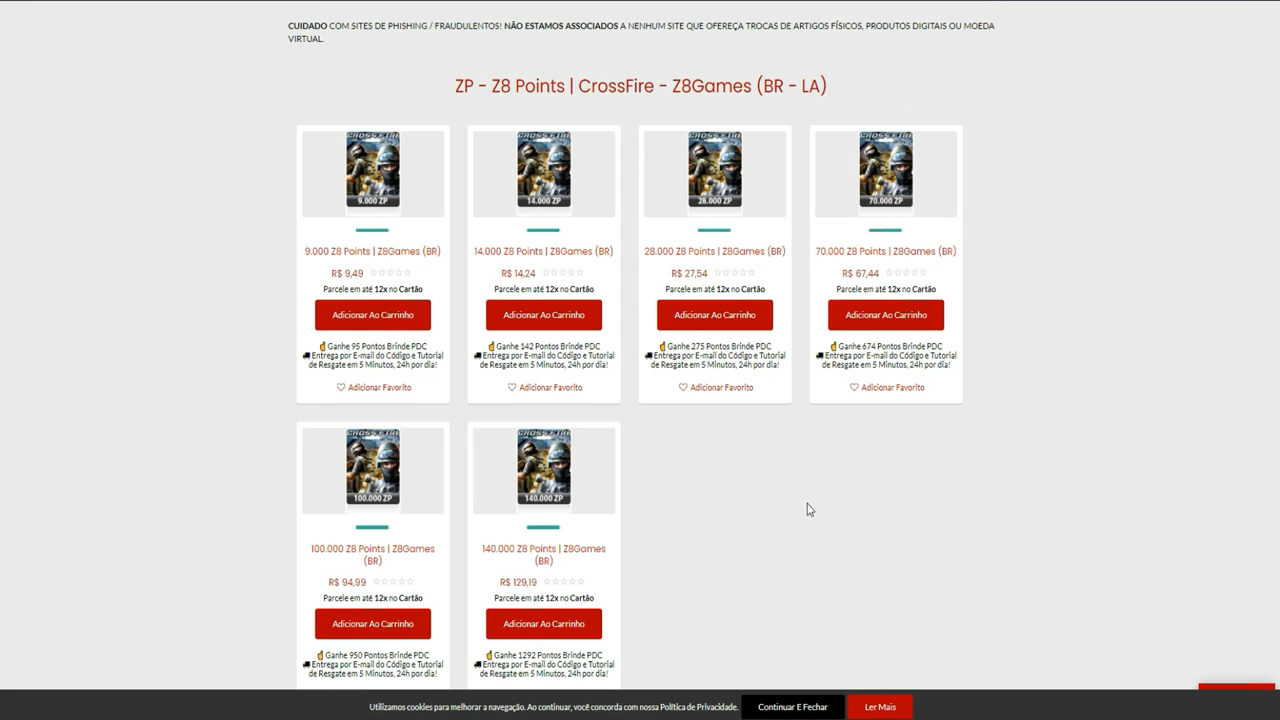 CUIDADO COM SITES DE PHISHING / FRAUDULENTOS! NÃO ESTAMOS ASSOCIADOS A NENHUM SITE QUE OFEREÇA TROCAS DE ARTIGOS FÍSICOS, PRODUTOS DIGITAIS OU MOEDA
VIRTUAL.
ZP - Z8 Points | CrossFire - Z8Games (BR - LA)
CROSSFIRE
9.000 ZP
9.000 Z8 Points | Z8Games (BR)
R$ 9,49
Parcele em até 12x no Cartão
Adicionar Ao Carrinho
Ganhe 95 Pontos Brinde PDC
Entrega por E-mail do Código e Tutorial
de Resgate em 5 Minutos, 24h por dia!
Adicionar Favorito
CROSSFIRE
14.000 ZP
14.000 Z8 Points | Z8Games (BR)
R$ 14,24
Parcele em até 12x no Cartão
Adicionar Ao Carrinho
Ganhe 142 Pontos Brinde PDC
Entrega por E-mail do Código e Tutorial
de Resgate em 5 Minutos, 24h por dia!
Adicionar Favorito
CROSSFIRE
28.000 ZP
28.000 Z8 Points | Z8Games (BR)
R$ 27,54
Parcele em até 12x no Cartão
Adicionar Ao Carrinho
Ganhe 275 Pontos Brinde PDC
Entrega por E-mail do Código e Tutorial
de Resgate em 5 Minutos, 24h por dia!
Adicionar Favorito
CROSSFIRE
70.000 ZP
70.000 Z8 Points | Z8Games (BR)
R$ 67,44
Parcele em até 12x no Cartão
Adicionar Ao Carrinho
Ganhe 674 Pontos Brinde PDC
Entrega por E-mail do Código e Tutorial
de Resgate em 5 Minutos, 24h por dia!
Adicionar Favorito
CROSSFIRE
100.000 ZP
100.000 Z8 Points | Z8Games
(BR)
R$ 94,99
Parcele em até 12x no Cartão
Adicionar Ao Carrinho
Ganhe 950 Pontos Brinde PDC
Entrega por E-mail do Código e Tutorial
de Resgate em 5 Minutos, 24h por dia!
CROSSFIRE
140.000 ZP
140.000 Z8 Points | Z8Games
(BR)
R$ 129,19
Parcele em até 12x no Cartão
Adicionar Ao Carrinho
Ganhe 1292 Pontos Brinde PDC
Entrega por E-mail do Código e Tutorial
de Resgate em 5 Minutos, 24h por dia!
Utilizamos cookies para melhorar a navegação. Ao continuar, você concorda com nossa Política de Privacidade.
Continuar E Fechar
Ler Mais